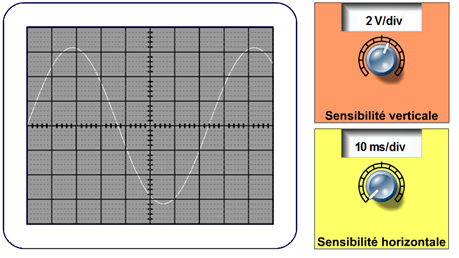 2 V/div
Sensibilité verticale
10 ms/div
Sensibilité horizontale